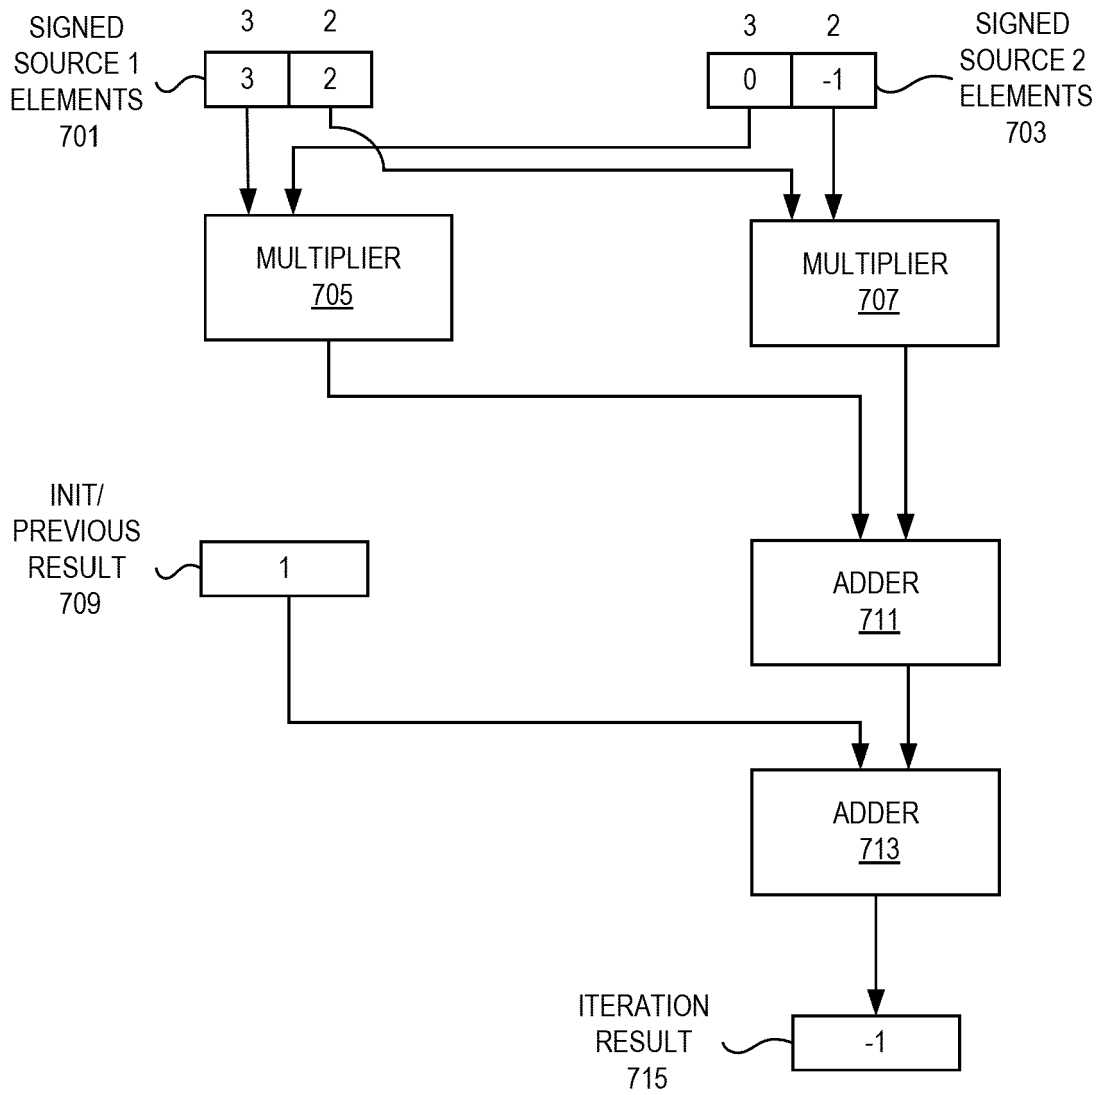 SIGNED
SOURCE 1
ELEMENTS
701
3 2
3 2
3 2
0 -1
SIGNED
SOURCE 2
ELEMENTS
703
MULTIPLIER
705
MULTIPLIER
707
INIT/
PREVIOUS
RESULT
709
1
ADDER
711
ADDER
713
ITERATION
RESULT
715
-1